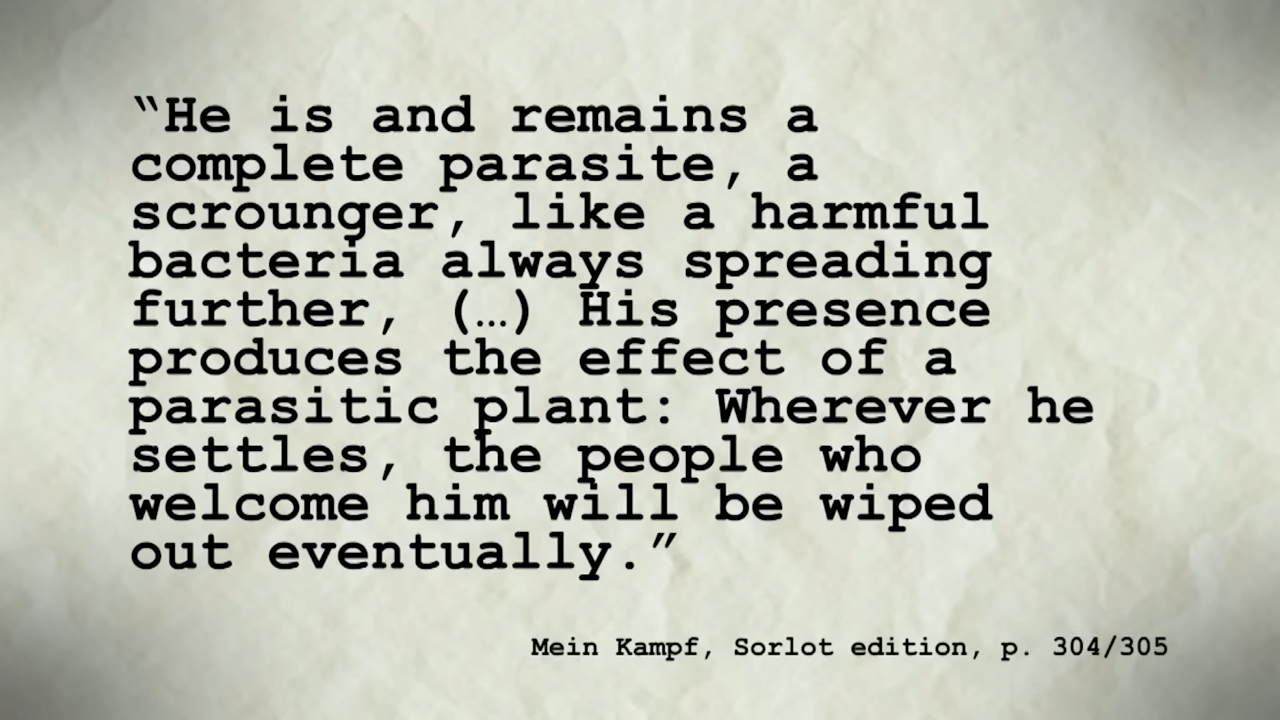 “He is and remains a
complete parasite, a
scrounger, like a harmful
bacteria always spreading
further, (…) His presence
produces the effect of a
parasitic plant: Wherever he
settles, the people who
welcome him will be wiped
out eventually.”
Mein Kampf, Sorlot edition, p. 304/305